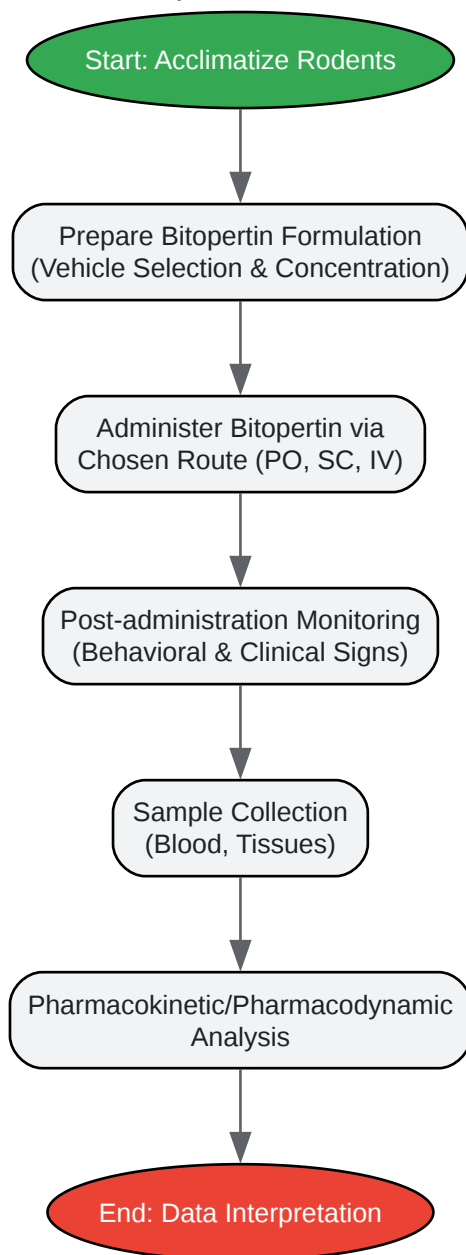 Start: Acclimatize Rodents
Prepare Bitopertin Formulation
(Vehicle Selection & Concentration)
Administer Bitopertin via
Chosen Route (PO, SC, IV)
Post-administration Monitoring
(Behavioral & Clinical Signs)
Sample Collection
(Blood, Tissues)
Pharmacokinetic/Pharmacodynamic
Analysis
End: Data Interpretation